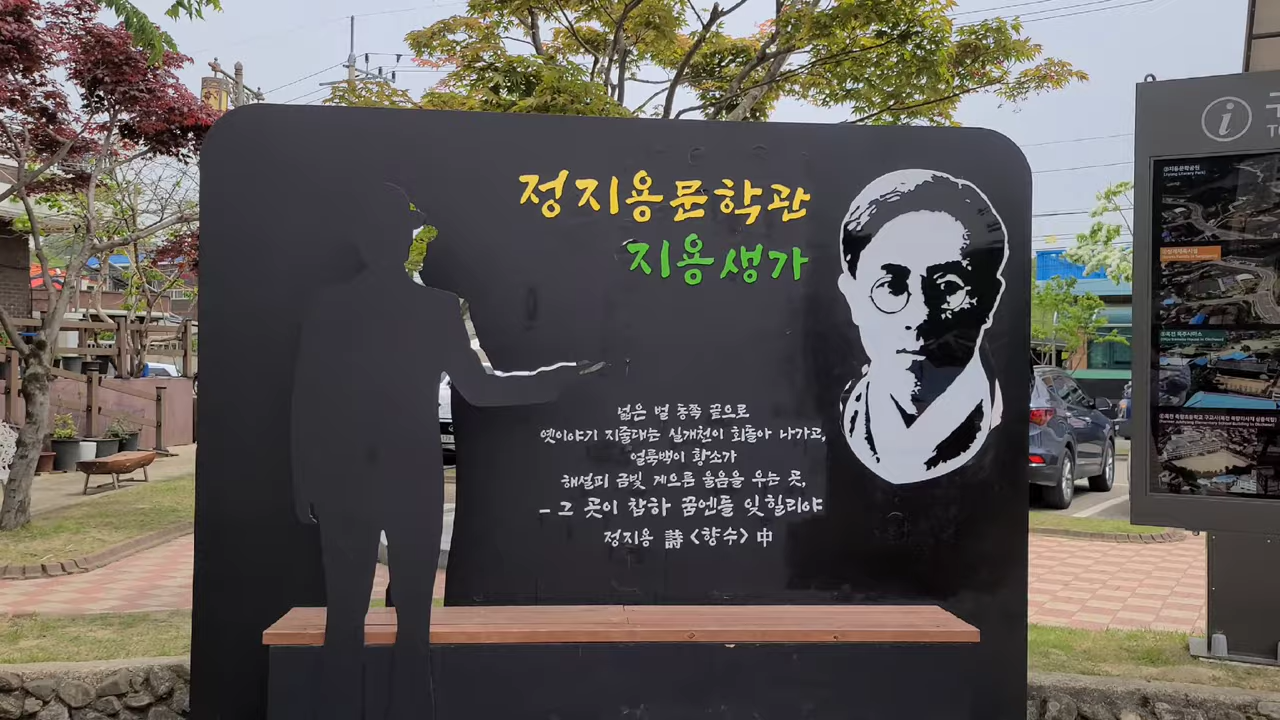 정지용문학관
지용생가
넓은 벌 동쪽 끝으로
옛이야기 지줄대는 실개천이 회돌아 나가고,
얼룩백이 황소가
해설피 금빛 게으른 울음을 우는 곳,
- 그 곳이 참하 꿈엔들 잊힐리야
정지용 詩 <향수> 中
i